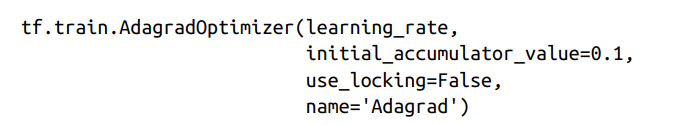 tf.train.AdagradOptimizer(learning_rate,
initial_accumulator_value=0.1,
use_locking=False,
name='Adagrad')